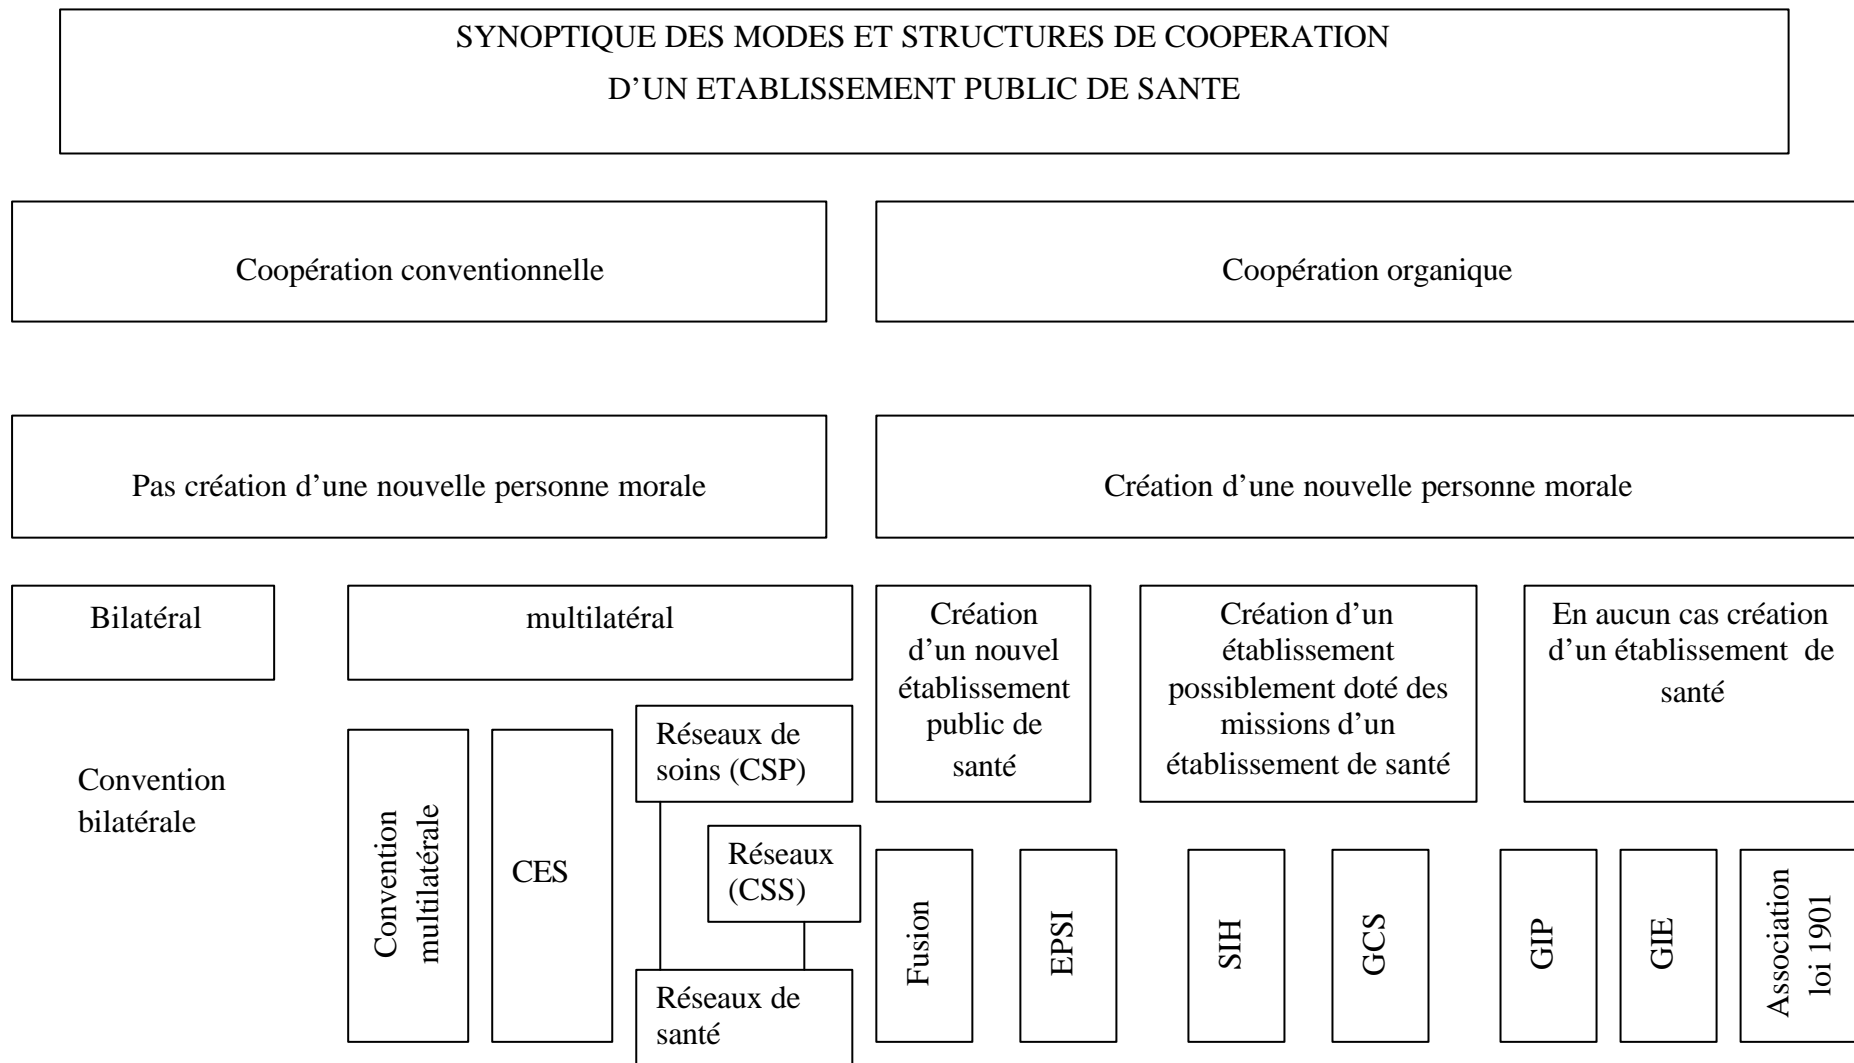 SYNOPTIQUE DES MODES ET STRUCTURES DE COOPERATION
D’UN ETABLISSEMENT PUBLIC DE SANTE
Coopération conventionnelle
Coopération organique
Pas création d’une nouvelle personne morale
Création d’une nouvelle personne morale
Bilatéral
multilatéral
Création
d’un nouvel
établissement
public de
santé
Création d’un
établissement
possiblement doté des
missions d’un
établissement de santé
En aucun cas création
d’un établissement de
santé
Convention
bilatérale
Convention
multilatérale
CES
Réseaux de
soins (CSP)
Réseaux
(CSS)
Réseaux de
santé
Fusion
EPSI
SIH
GCS
GIP
GIE
Association
loi 1901